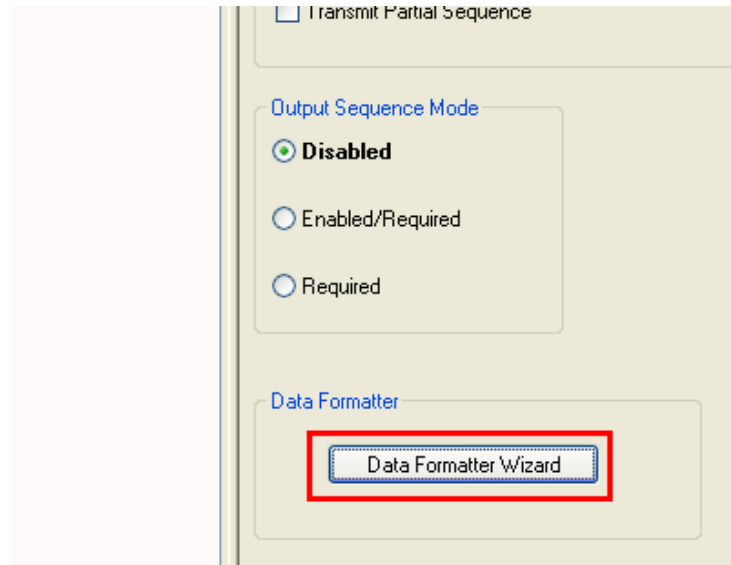 Transmit Partial Sequence
Output Sequence Mode
Disabled
Enabled/Required
Required
Data Formatter
Data Formatter Wizard